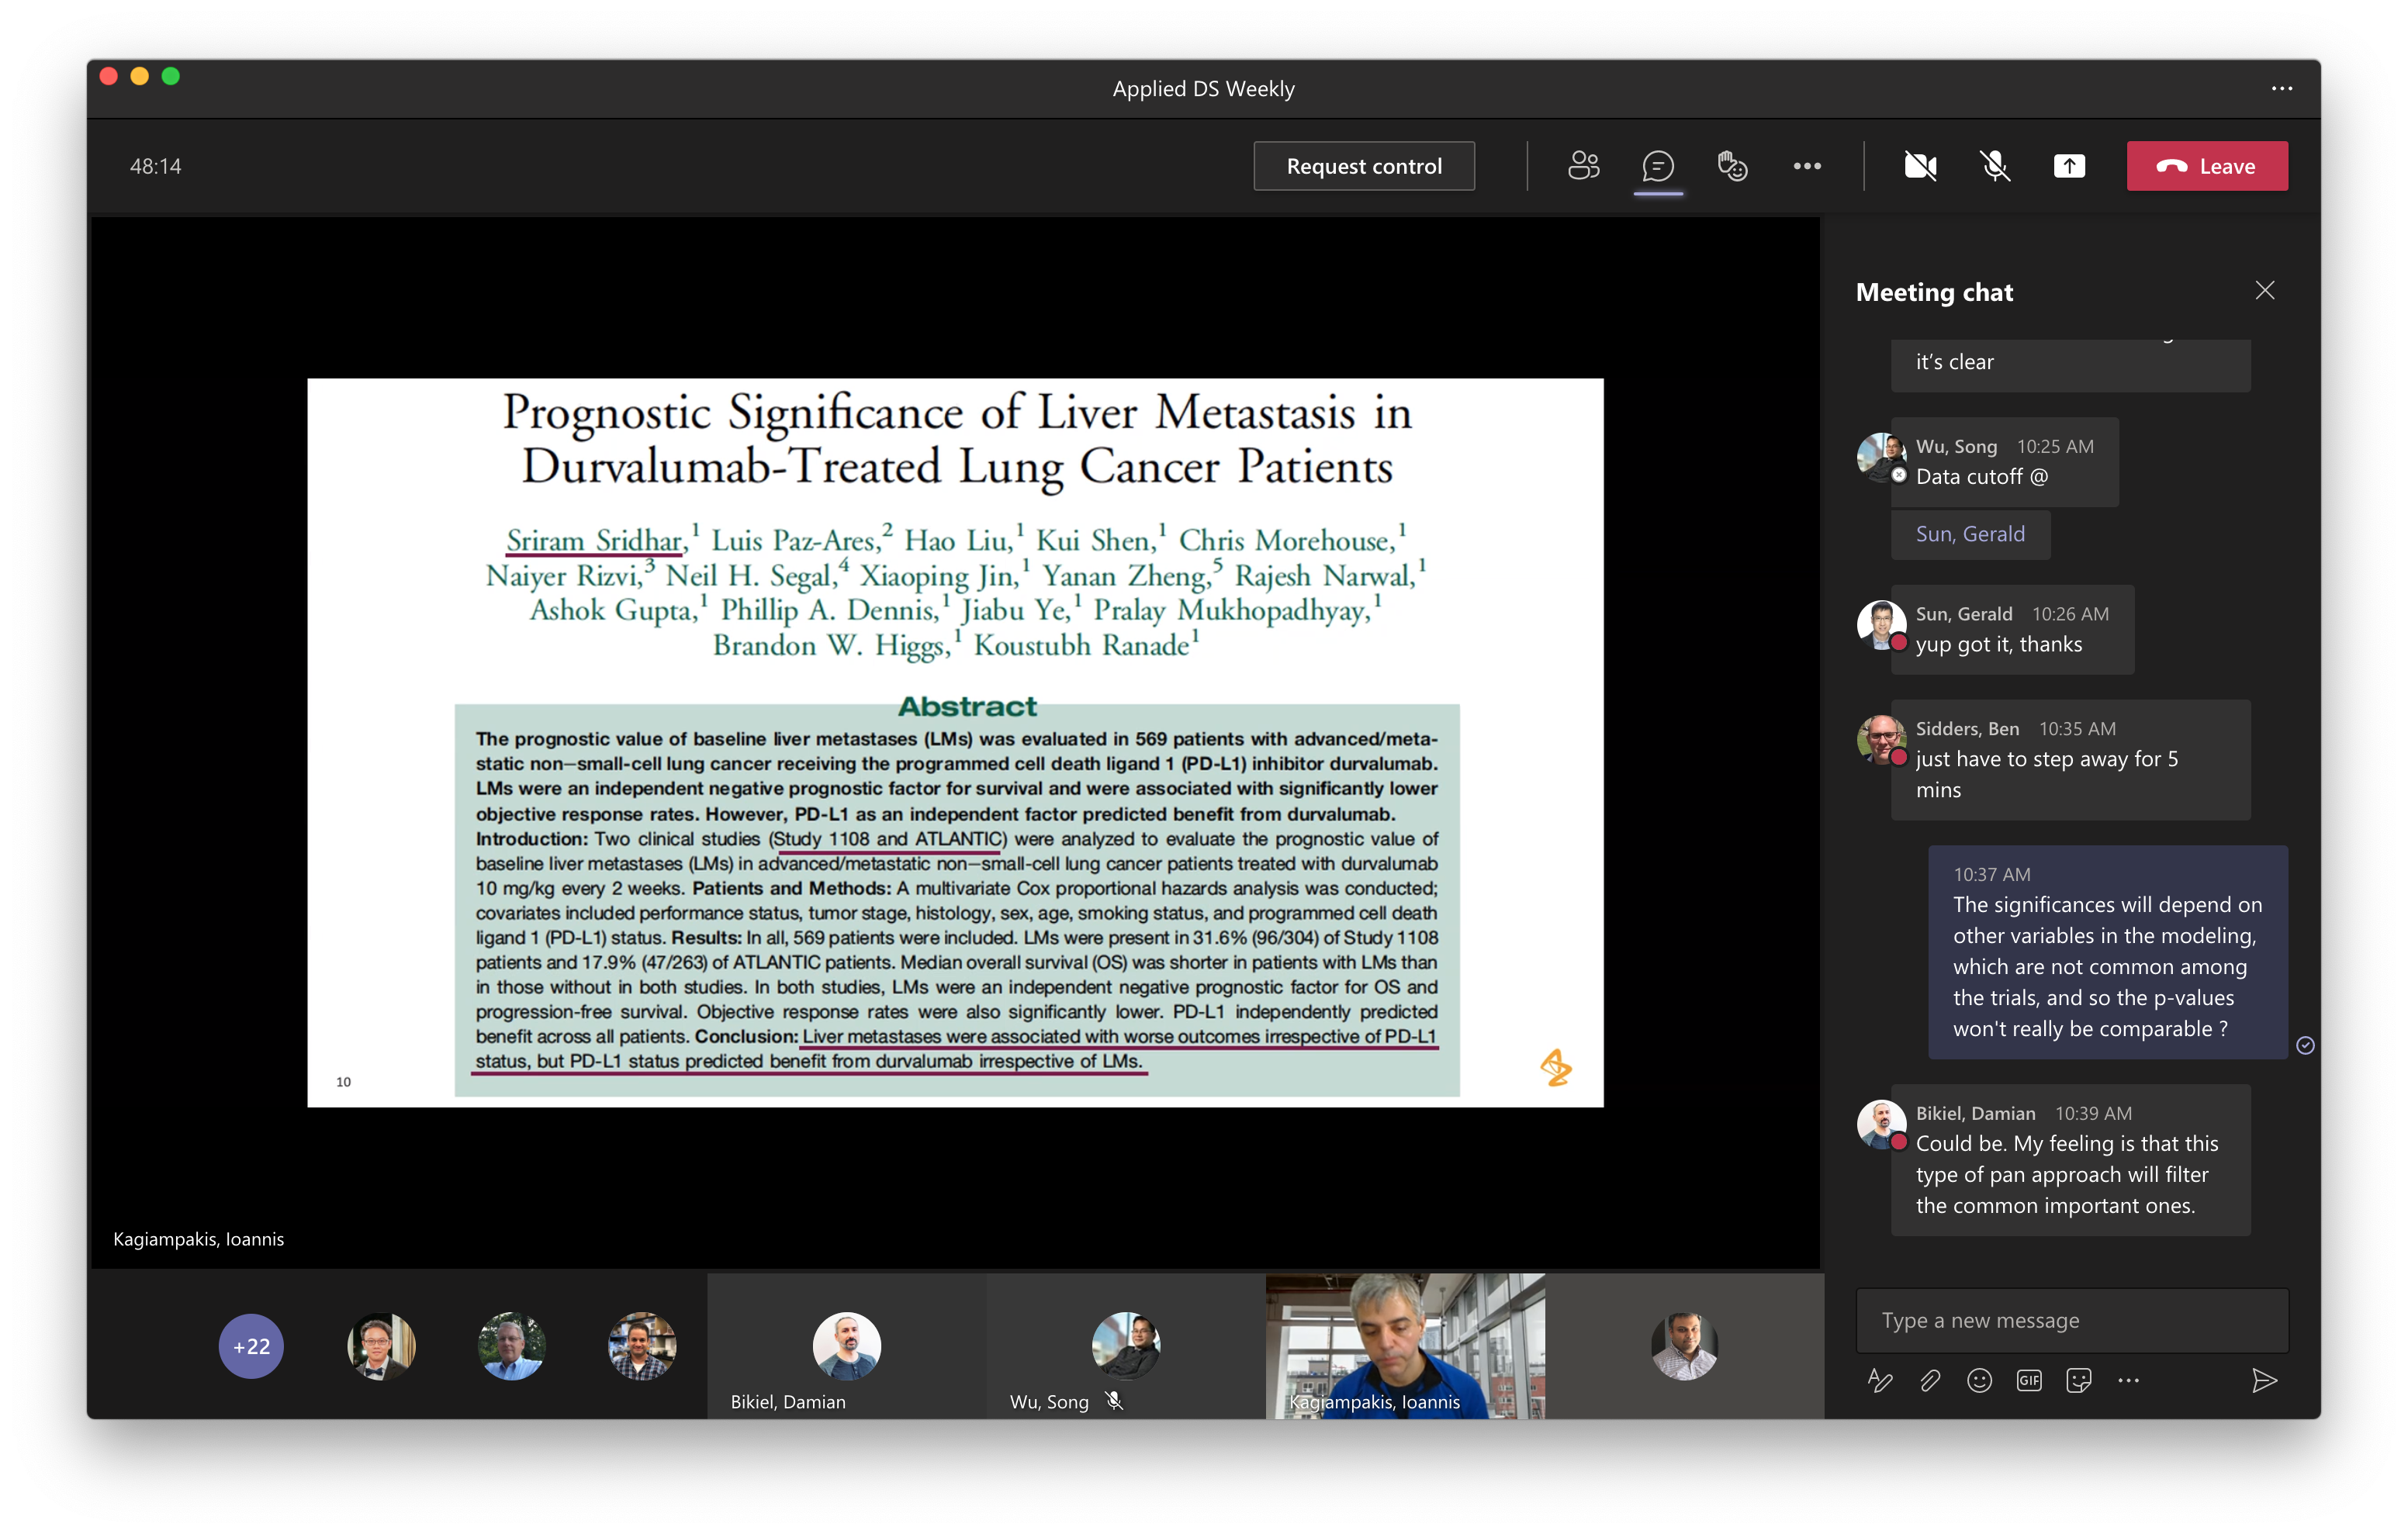 Applied DS Weekly
48:14
Request control
Leave
Prognostic Significance of Liver Metastasis in
Durvalumab-Treated Lung Cancer Patients
Sriram Sridhar,1 Luis Paz-Ares,2 Hao Liu,1 Kui Shen,1 Chris Morehouse,1
Naiyer Rizvi,3 Neil H. Segal,4 Xiaoping Jin,1 Yanan Zheng,5 Rajesh Narwal,1
Ashok Gupta,1 Phillip A. Dennis,1 Jiabu Ye,1 Pralay Mukhopadhyay,1
Brandon W. Higgs,1 Koustubh Ranade1
Abstract
The prognostic value of baseline liver metastases (LMs) was evaluated in 569 patients with advanced/meta-
static non–small-cell lung cancer receiving the programmed cell death ligand 1 (PD-L1) inhibitor durvalumab.
LMs were an independent negative prognostic factor for survival and were associated with significantly lower
objective response rates. However, PD-L1 as an independent factor predicted benefit from durvalumab.
Introduction: Two clinical studies (Study 1108 and ATLANTIC) were analyzed to evaluate the prognostic value of
baseline liver metastases (LMs) in advanced/metastatic non–small-cell lung cancer patients treated with durvalumab
10 mg/kg every 2 weeks. Patients and Methods: A multivariate Cox proportional hazards analysis was conducted;
covariates included performance status, tumor stage, histology, sex, age, smoking status, and programmed cell death
ligand 1 (PD-L1) status. Results: In all, 569 patients were included. LMs were present in 31.6% (96/304) of Study 1108
patients and 17.9% (47/263) of ATLANTIC patients. Median overall survival (OS) was shorter in patients with LMs than
in those without in both studies. In both studies, LMs were an independent negative prognostic factor for OS and
progression-free survival. Objective response rates were also significantly lower. PD-L1 independently predicted
benefit across all patients. Conclusion: Liver metastases were associated with worse outcomes irrespective of PD-L1
status, but PD-L1 status predicted benefit from durvalumab irrespective of LMs.
10
Kagiampakis, Ioannis
+22
Bikiel, Damian
Wu, Song
Kagiampakis, Ioannis
Meeting chat
it's clear
Wu, Song 10:25 AM
Data cutoff @
Sun, Gerald
Sun, Gerald 10:26 AM
yup got it, thanks
Sidders, Ben 10:35 AM
just have to step away for 5
mins
10:37 AM
The significances will depend on
other variables in the modeling,
which are not common among
the trials, and so the p-values
won't really be comparable ?
Bikiel, Damian 10:39 AM
Could be. My feeling is that this
type of pan approach will filter
the common important ones.
Type a new message
GIF